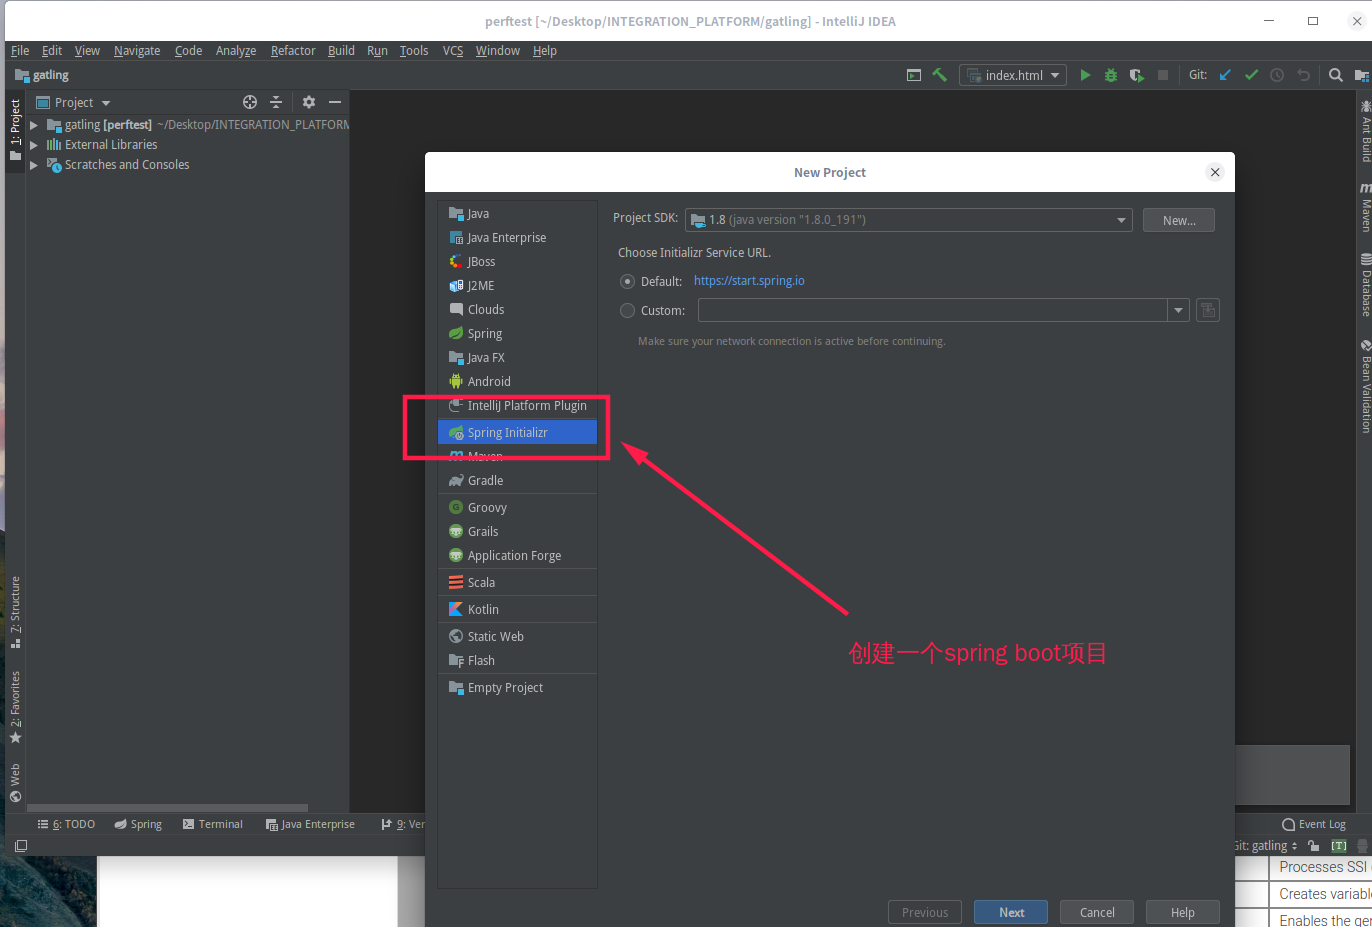 perftest [~/Desktop/INTEGRATION_PLATFORM/gatling] - IntelliJ IDEA
File Edit View Navigate Code Analyze Refactor Build Run Tools VCS Window Help
gatling
index.html
Git:
1: Project
Project
gatling [perftest] ~/Desktop/INTEGRATION_PLATFORM
External Libraries
Scratches and Consoles
7: Structure
2: Favorites
Web
New Project
Java
Java Enterprise
JBoss
J2ME
Clouds
Spring
Java FX
Android
IntelliJ Platform Plugin
Spring Initializr
Maven
Gradle
Groovy
Grails
Application Forge
Scala
Kotlin
Static Web
Flash
Empty Project
Project SDK:
1.8 (java version "1.8.0_191")
New...
Choose Initializr Service URL.
Default: https://start.spring.io
Custom:
Make sure your network connection is active before continuing.
创建一个spring boot项目
Previous
Next
Cancel
Help
Ant Build
Maven
Database
Bean Validation
6: TODO
Spring
Terminal
Java Enterprise
9: Ver
Event Log
Git: gatling
[T]
Processes SSI
Creates variabl
Enables the ger